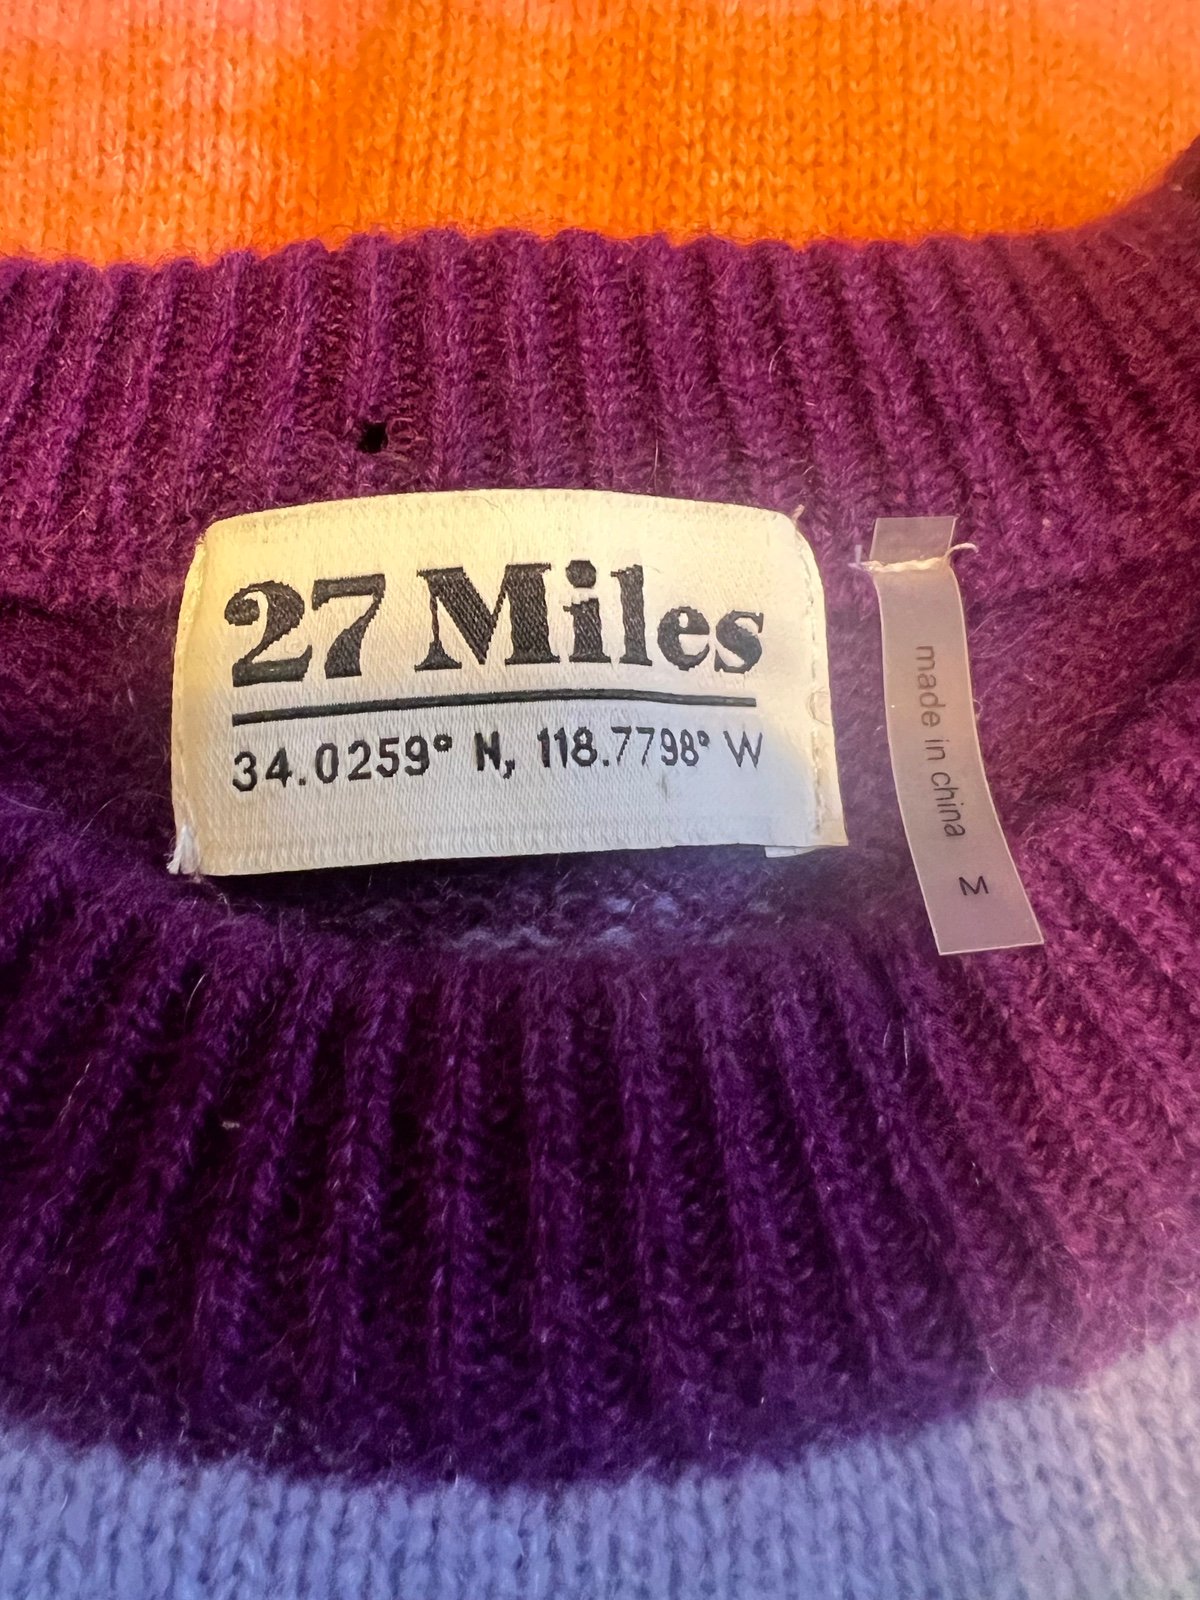 27 Miles
34.0259° N, 118.7798° W
made in china
M